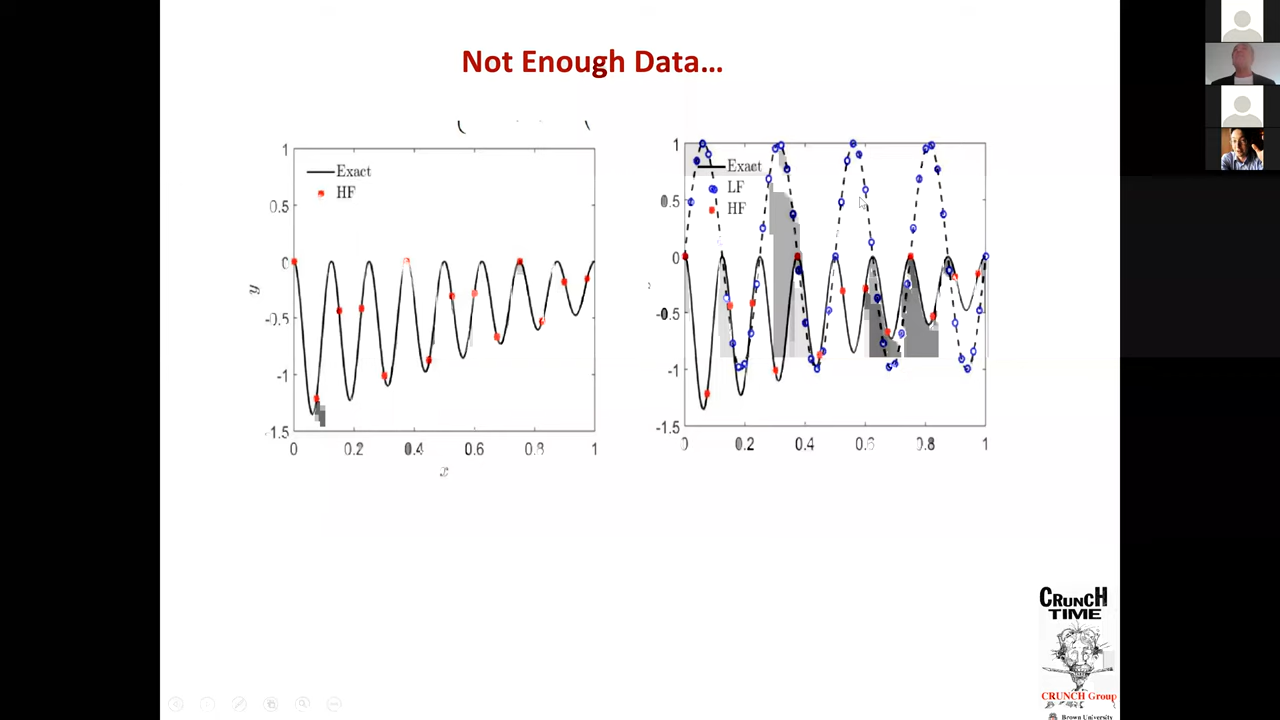 Not Enough Data...
1
0.5
0
-0.5
-1
-1.5
Exact
HF
y
0
0.2
0.4
0.6
0.8
1
x
1
0.5
0
-0.5
-1
-1.5
Exact
LF
HF
0
0.2
0.4
0.6
0.8
1
CRUNCH
TIME
CRUNCH Group
Brown University